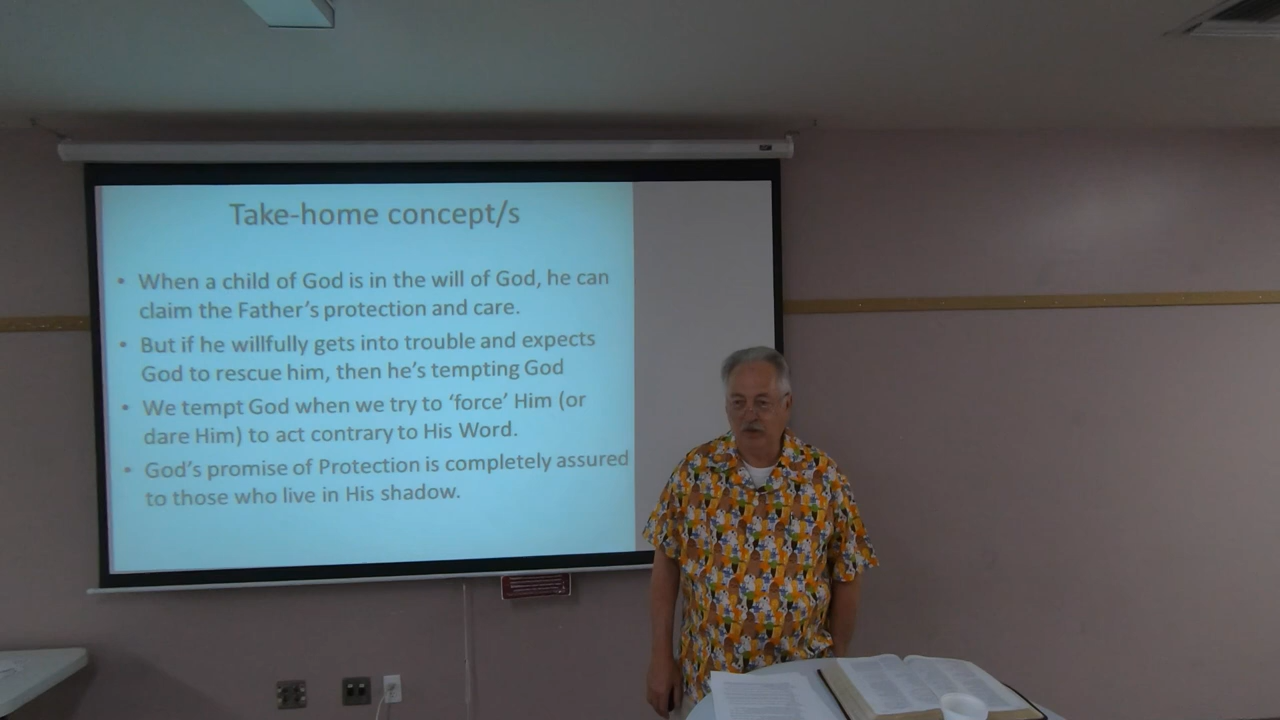 Take-home concept/s
• When a child of God is in the will of God, he can
claim the Father's protection and care.
• But if he willfully gets into trouble and expects
God to rescue him, then he's tempting God
• We tempt God when we try to ‘force’ Him (or
dare Him) to act contrary to His Word.
• God's promise of Protection is completely assured
to those who live in His shadow.